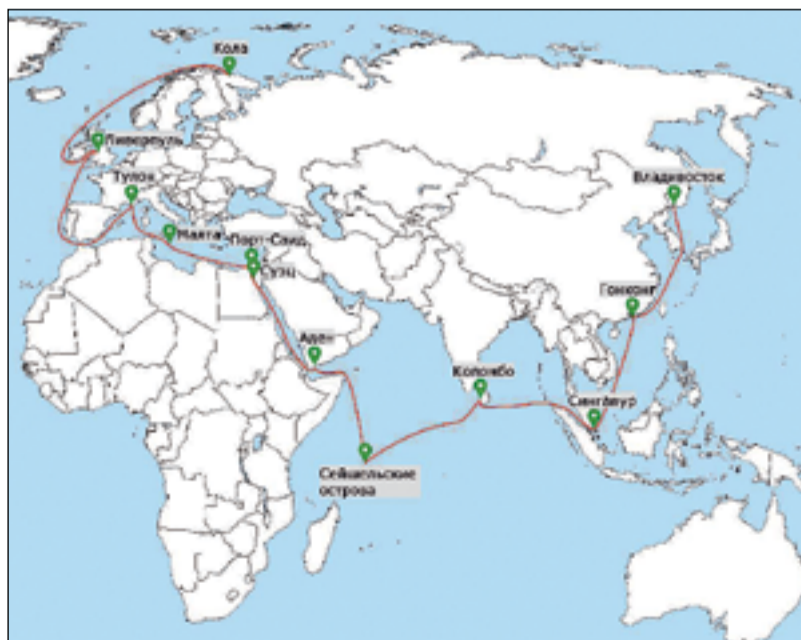 Кола
Ливерпуль
Тулон
Владивосток
Мальта
Порт-Саид
Суэц
Гонконг
Аден
Коломбо
Сингапур
Сейшельские
острова